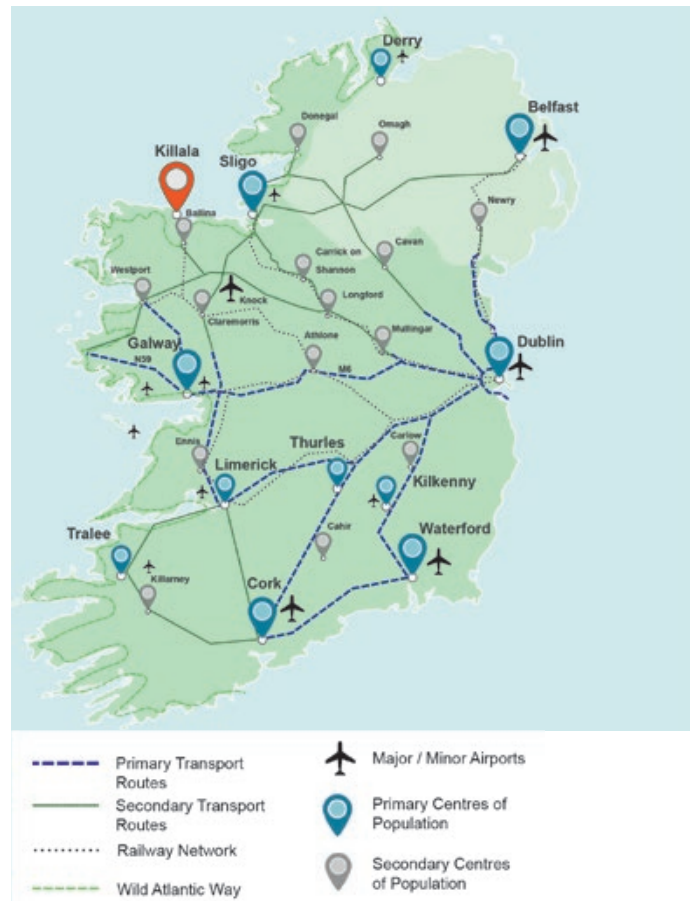 Derry
Belfast
Donegal
Omagh
Killala
Sligo
Ballina
Newry
Cavan
Carrick on
Shannon
Westport
Knock
Longford
Claremorris
Mullingar
Athlone
Galway
Dublin
N59
M6
Ennis
Limerick
Thurles
Carlow
Kilkenny
Waterford
Cahir
Tralee
Killarney
Cork
Primary Transport
Routes
Secondary Transport
Routes
Railway Network
Wild Atlantic Way
Major / Minor Airports
Primary Centres of
Population
Secondary Centres
of Population